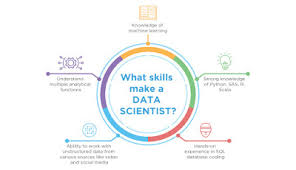 Knowledge of
machine learning
Understand
multiple analytical
functions
What skills
make a
DATA
SCIENTIST?
Strong knowledge
of Python, SAS, R,
Scala
Ability to work with
unstructured data from
various sources like video
and social media
Hands-on
experience in SQL
database coding